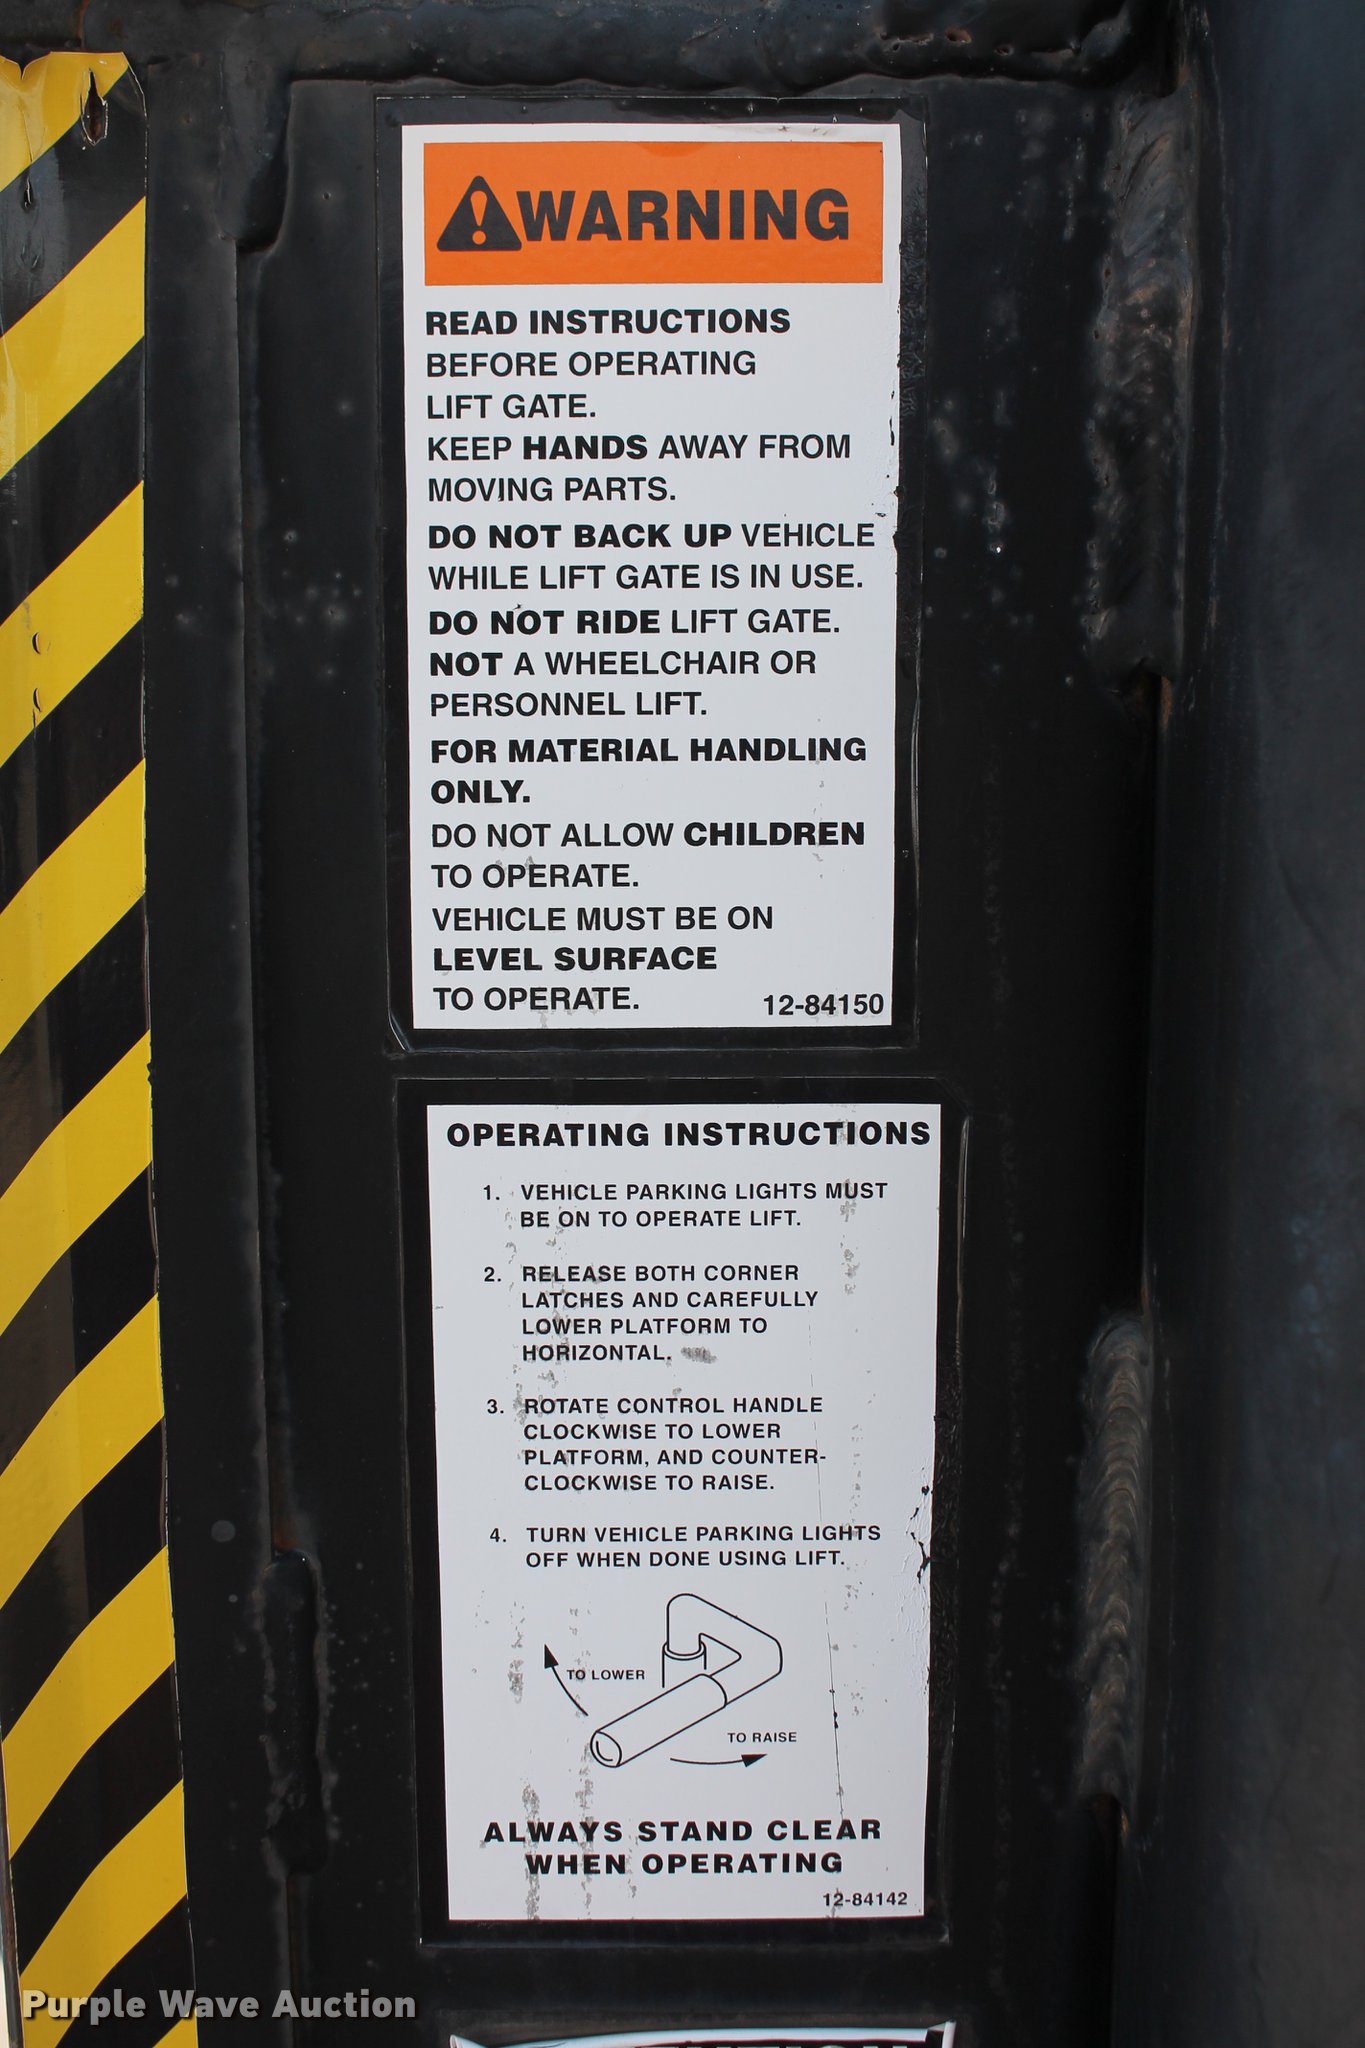 WARNING
READ INSTRUCTIONS
BEFORE OPERATING
LIFT GATE.
KEEP HANDS AWAY FROM
MOVING PARTS.
DO NOT BACK UP VEHICLE
WHILE LIFT GATE IS IN USE.
DO NOT RIDE LIFT GATE.
NOT A WHEELCHAIR OR
PERSONNEL LIFT.
FOR MATERIAL HANDLING
ONLY.
DO NOT ALLOW CHILDREN
TO OPERATE.
VEHICLE MUST BE ON
LEVEL SURFACE
TO OPERATE. 12-84150
OPERATING INSTRUCTIONS
1. VEHICLE PARKING LIGHTS MUST
BE ON TO OPERATE LIFT.
2. RELEASE BOTH CORNER
LATCHES AND CAREFULLY
LOWER PLATFORM TO
HORIZONTAL.
3. ROTATE CONTROL HANDLE
CLOCKWISE TO LOWER
PLATFORM, AND COUNTER-
CLOCKWISE TO RAISE.
4. TURN VEHICLE PARKING LIGHTS
OFF WHEN DONE USING LIFT.
TO LOWER
TO RAISE
ALWAYS STAND CLEAR
WHEN OPERATING
12-84142
Purple Wave Auction